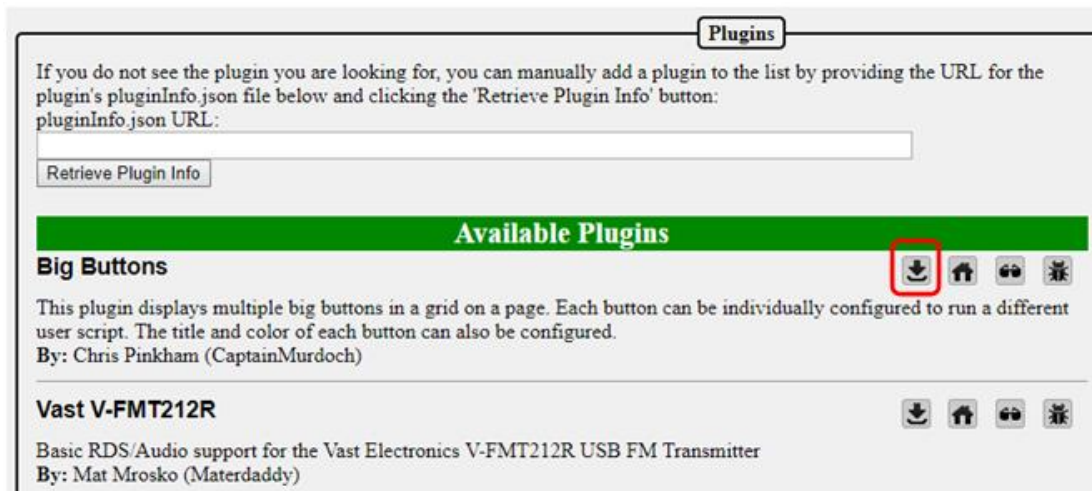 Plugins
If you do not see the plugin you are looking for, you can manually add a plugin to the list by providing the URL for the
plugin's pluginInfo.json file below and clicking the 'Retrieve Plugin Info' button:
pluginInfo.json URL:
Retrieve Plugin Info
Available Plugins
Big Buttons
This plugin displays multiple big buttons in a grid on a page. Each button can be individually configured to run a different
user script. The title and color of each button can also be configured.
By: Chris Pinkham (CaptainMurdoch)
Vast V-FMT212R
Basic RDS/Audio support for the Vast Electronics V-FMT212R USB FM Transmitter
By: Mat Mrosko (Materdaddy)